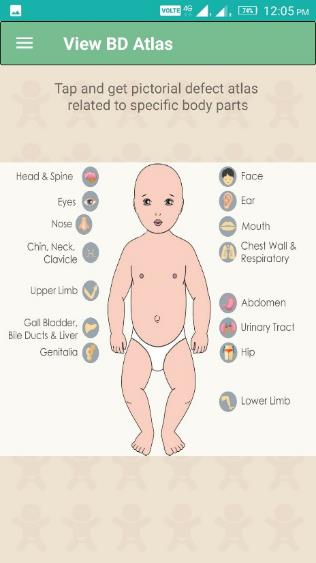 VOLTE 4G 74% 12:05 PM
View BD Atlas
Tap and get pictorial defect atlas
related to specific body parts
Head & Spine
Eyes
Nose
Chin, Neck,
Clavicle
Upper Limb
Gall Bladder,
Bile Ducts & Liver
Genitalia
Face
Ear
Mouth
Chest Wall &
Respiratory
Abdomen
Urinary Tract
Hip
Lower Limb